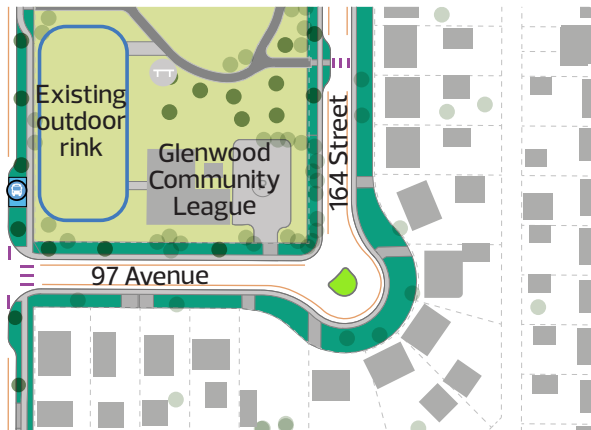 Existing
outdoor
rink
Glenwood
Community
League
164 Street
97 Avenue